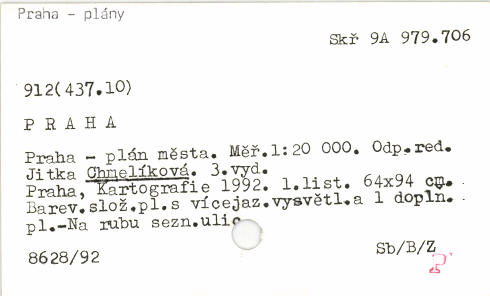 Praha - plány
Skř 9A 979.706
912(437.10)
P R A H A
Praha - plán města. Měř.1:20 000. Odp.red.
Jitka Chmelíková. 3.vyd.
Praha, Kartografie 1992. 1.list. 64x94 cm.
Barev.slož.pl.s vícejaz.vysvětl.a 1 dopln.
pl.-Na rubu sezn.ulic
8628/92
Sb/B/Z